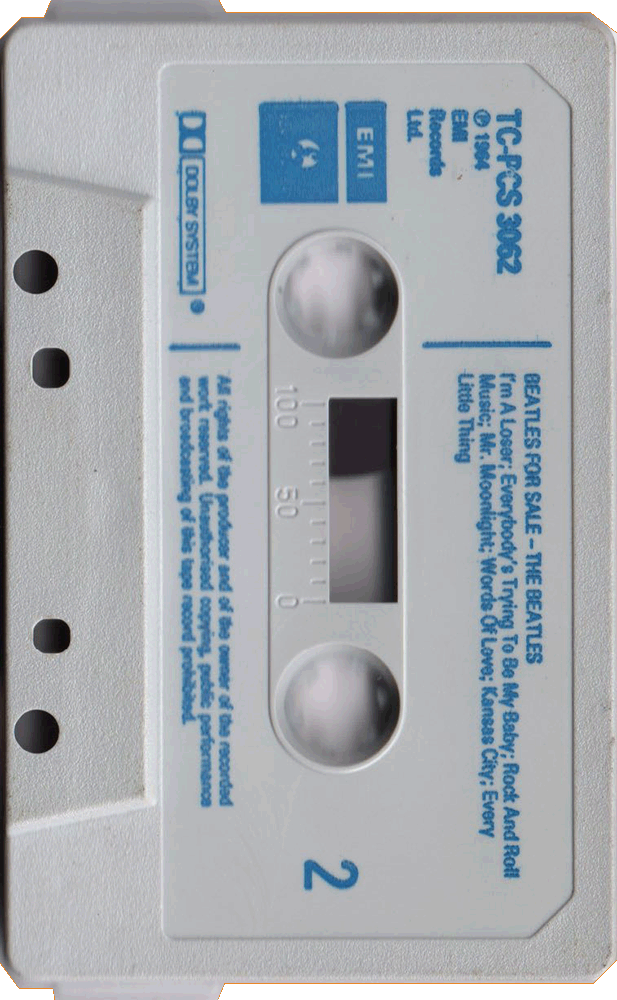 TC-PCS 3062
℗ 1964
EMI
Records
Ltd.
EMI
DOLBY SYSTEM
BEATLES FOR SALE – THE BEATLES
I'm A Loser; Everybody's Trying To Be My Baby; Rock And Roll
Music; Mr. Moonlight; Words Of Love; Kansas City; Every
Little Thing
100 50 0
2
All rights of the producer and of the owner of the recorded
work reserved. Unauthorised copying, public performance
and broadcasting of this tape record prohibited.